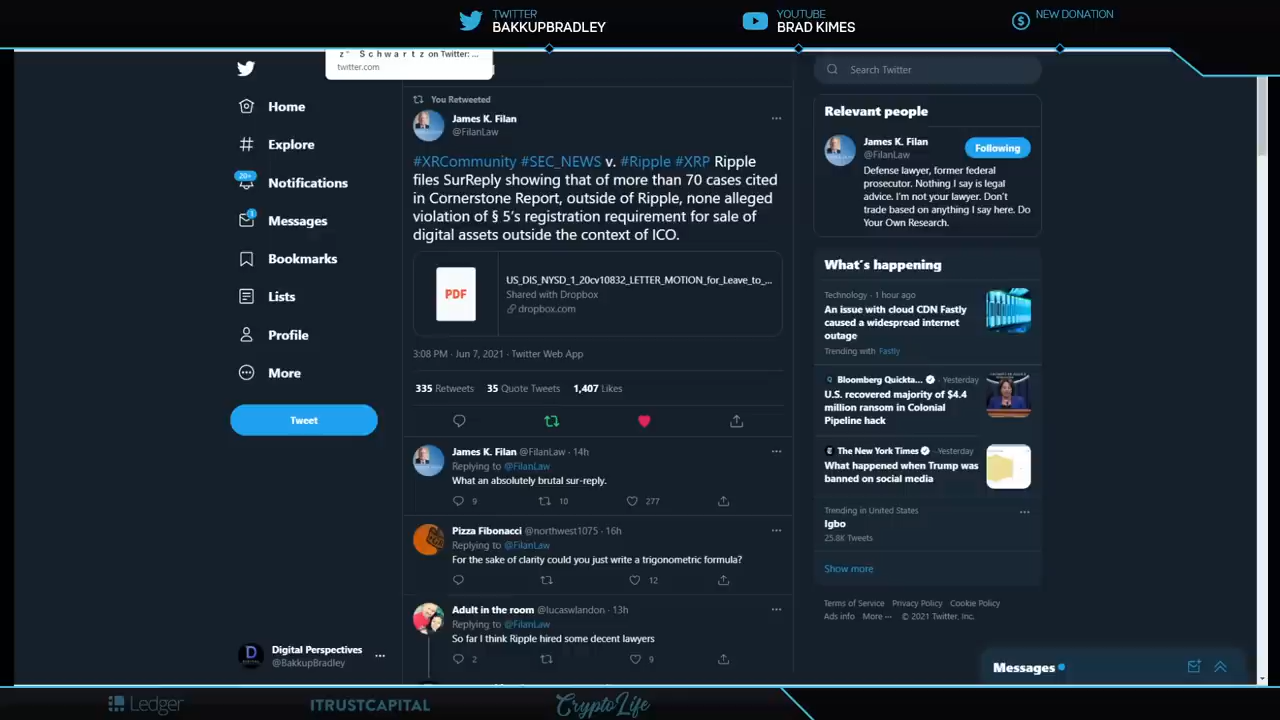 TWITTER
BAKKUPBRADLEY
YOUTUBE
BRAD KIMES
NEW DONATION
z" S c h w a r t z on Twitter: ...
twitter.com
Search Twitter
Home
Explore
20+
Notifications
1
Messages
Bookmarks
Lists
Profile
More
Tweet
Digital Perspectives
@BakkupBradley
You Retweeted
James K. Filan
@FilanLaw
#XRCommunity #SEC_NEWS v. #Ripple #XRP Ripple
files SurReply showing that of more than 70 cases cited
in Cornerstone Report, outside of Ripple, none alleged
violation of § 5's registration requirement for sale of
digital assets outside the context of ICO.
PDF
US_DIS_NYSD_1_20cv10832_LETTER_MOTION_for_Leave_to_...
Shared with Dropbox
dropbox.com
3:08 PM · Jun 7, 2021 · Twitter Web App
335 Retweets 35 Quote Tweets 1,407 Likes
James K. Filan @FilanLaw · 14h
Replying to @FilanLaw
What an absolutely brutal sur-reply.
9 10 277
Pizza Fibonacci @northwest1075 · 16h
Replying to @FilanLaw
For the sake of clarity could you just write a trigonometric formula?
12
Adult in the room @lucaswlandon · 13h
Replying to @FilanLaw
So far I think Ripple hired some decent lawyers
2 9
Relevant people
James K. Filan
@FilanLaw
Following
Defense lawyer, former federal
prosecutor. Nothing I say is legal
advice. I'm not your lawyer. Don't
trade based on anything I say here. Do
Your Own Research.
What's happening
Technology · 1 hour ago
An issue with cloud CDN Fastly
caused a widespread internet
outage
Trending with Fastly
Bloomberg Quickta... · Yesterday
U.S. recovered majority of $4.4
million ransom in Colonial
Pipeline hack
The New York Times · Yesterday
What happened when Trump was
banned on social media
Trending in United States
Igbo
25.8K Tweets
Show more
Terms of Service Privacy Policy Cookie Policy
Ads info More ··· © 2021 Twitter, Inc.
Messages
Ledger
ITRUSTCAPITAL
CryptoLife